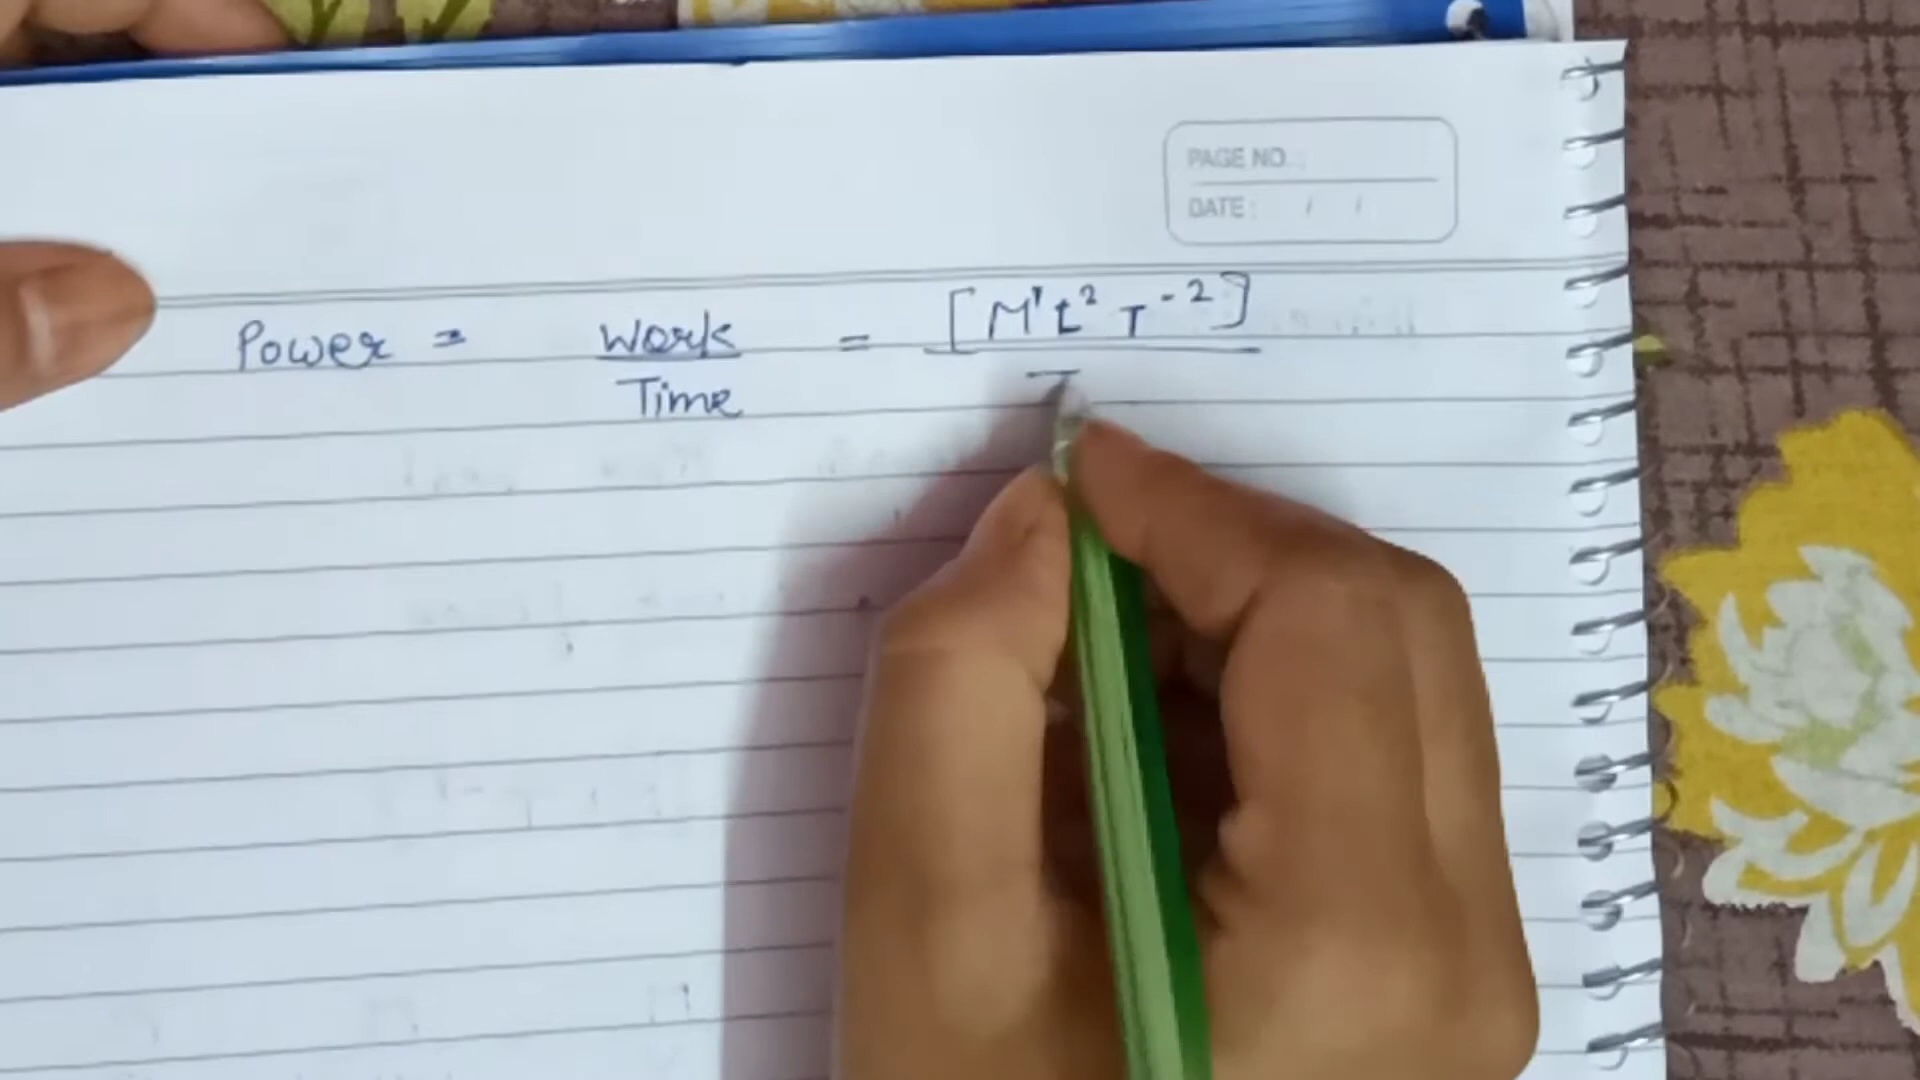 PAGE NO.:
DATE: / /
Power = Work / Time = [M¹L²T⁻²] / T